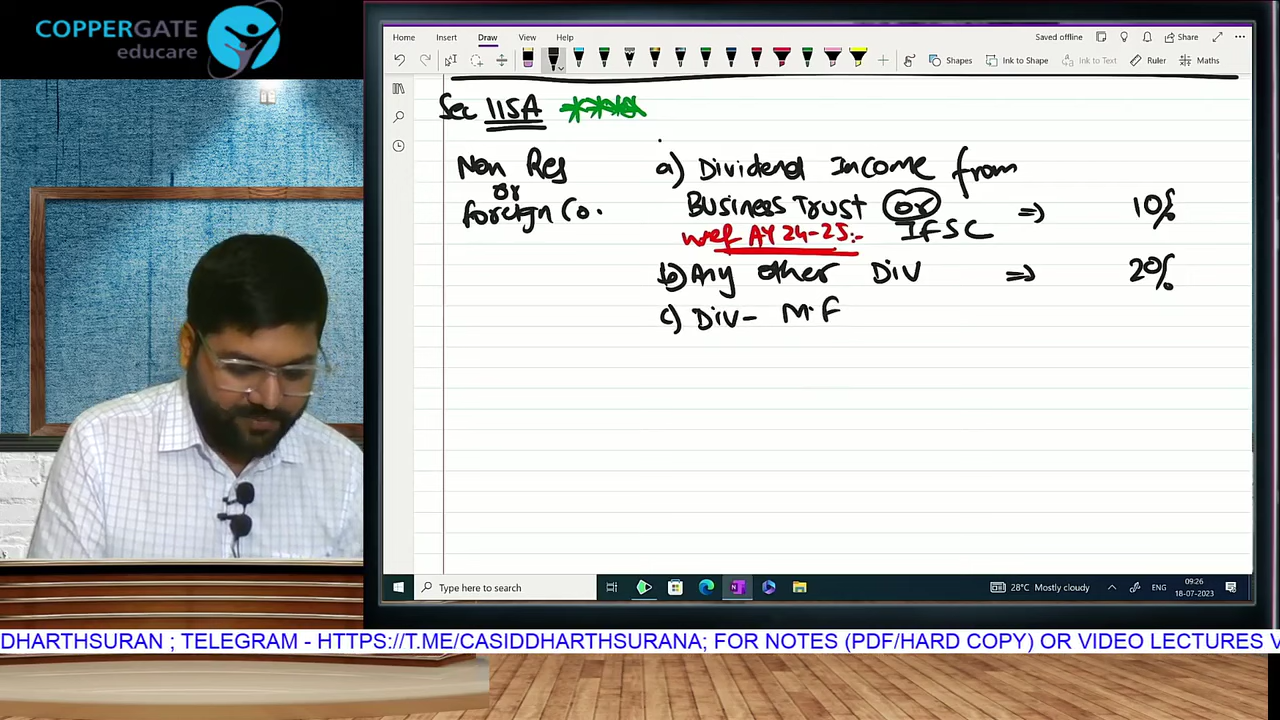 COPPERGATE
educare
Home Insert Draw View Help
Saved offline
Share
Shapes
Ink to Shape
Ink to Text
Ruler
Maths
Sec 115A ****
Non Res
or
foreign Co.
a) Dividend Income from
Business Trust or IFSC ⇒ 10%
wef AY 24-25:-
b) Any other DIV ⇒ 20%
c) DIV- M.F
Type here to search
28°C Mostly cloudy
ENG
09:26
18-07-2023
DHARTHSURAN ; TELEGRAM - HTTPS://T.ME/CASIDDHARTHSURANA; FOR NOTES (PDF/HARD COPY) OR VIDEO LECTURES V